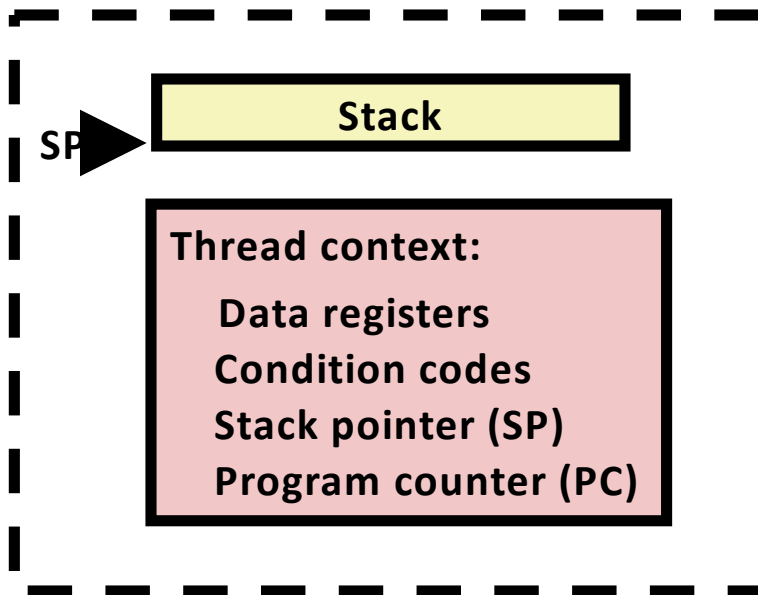 Stack
SP
Thread context:
Data registers
Condition codes
Stack pointer (SP)
Program counter (PC)